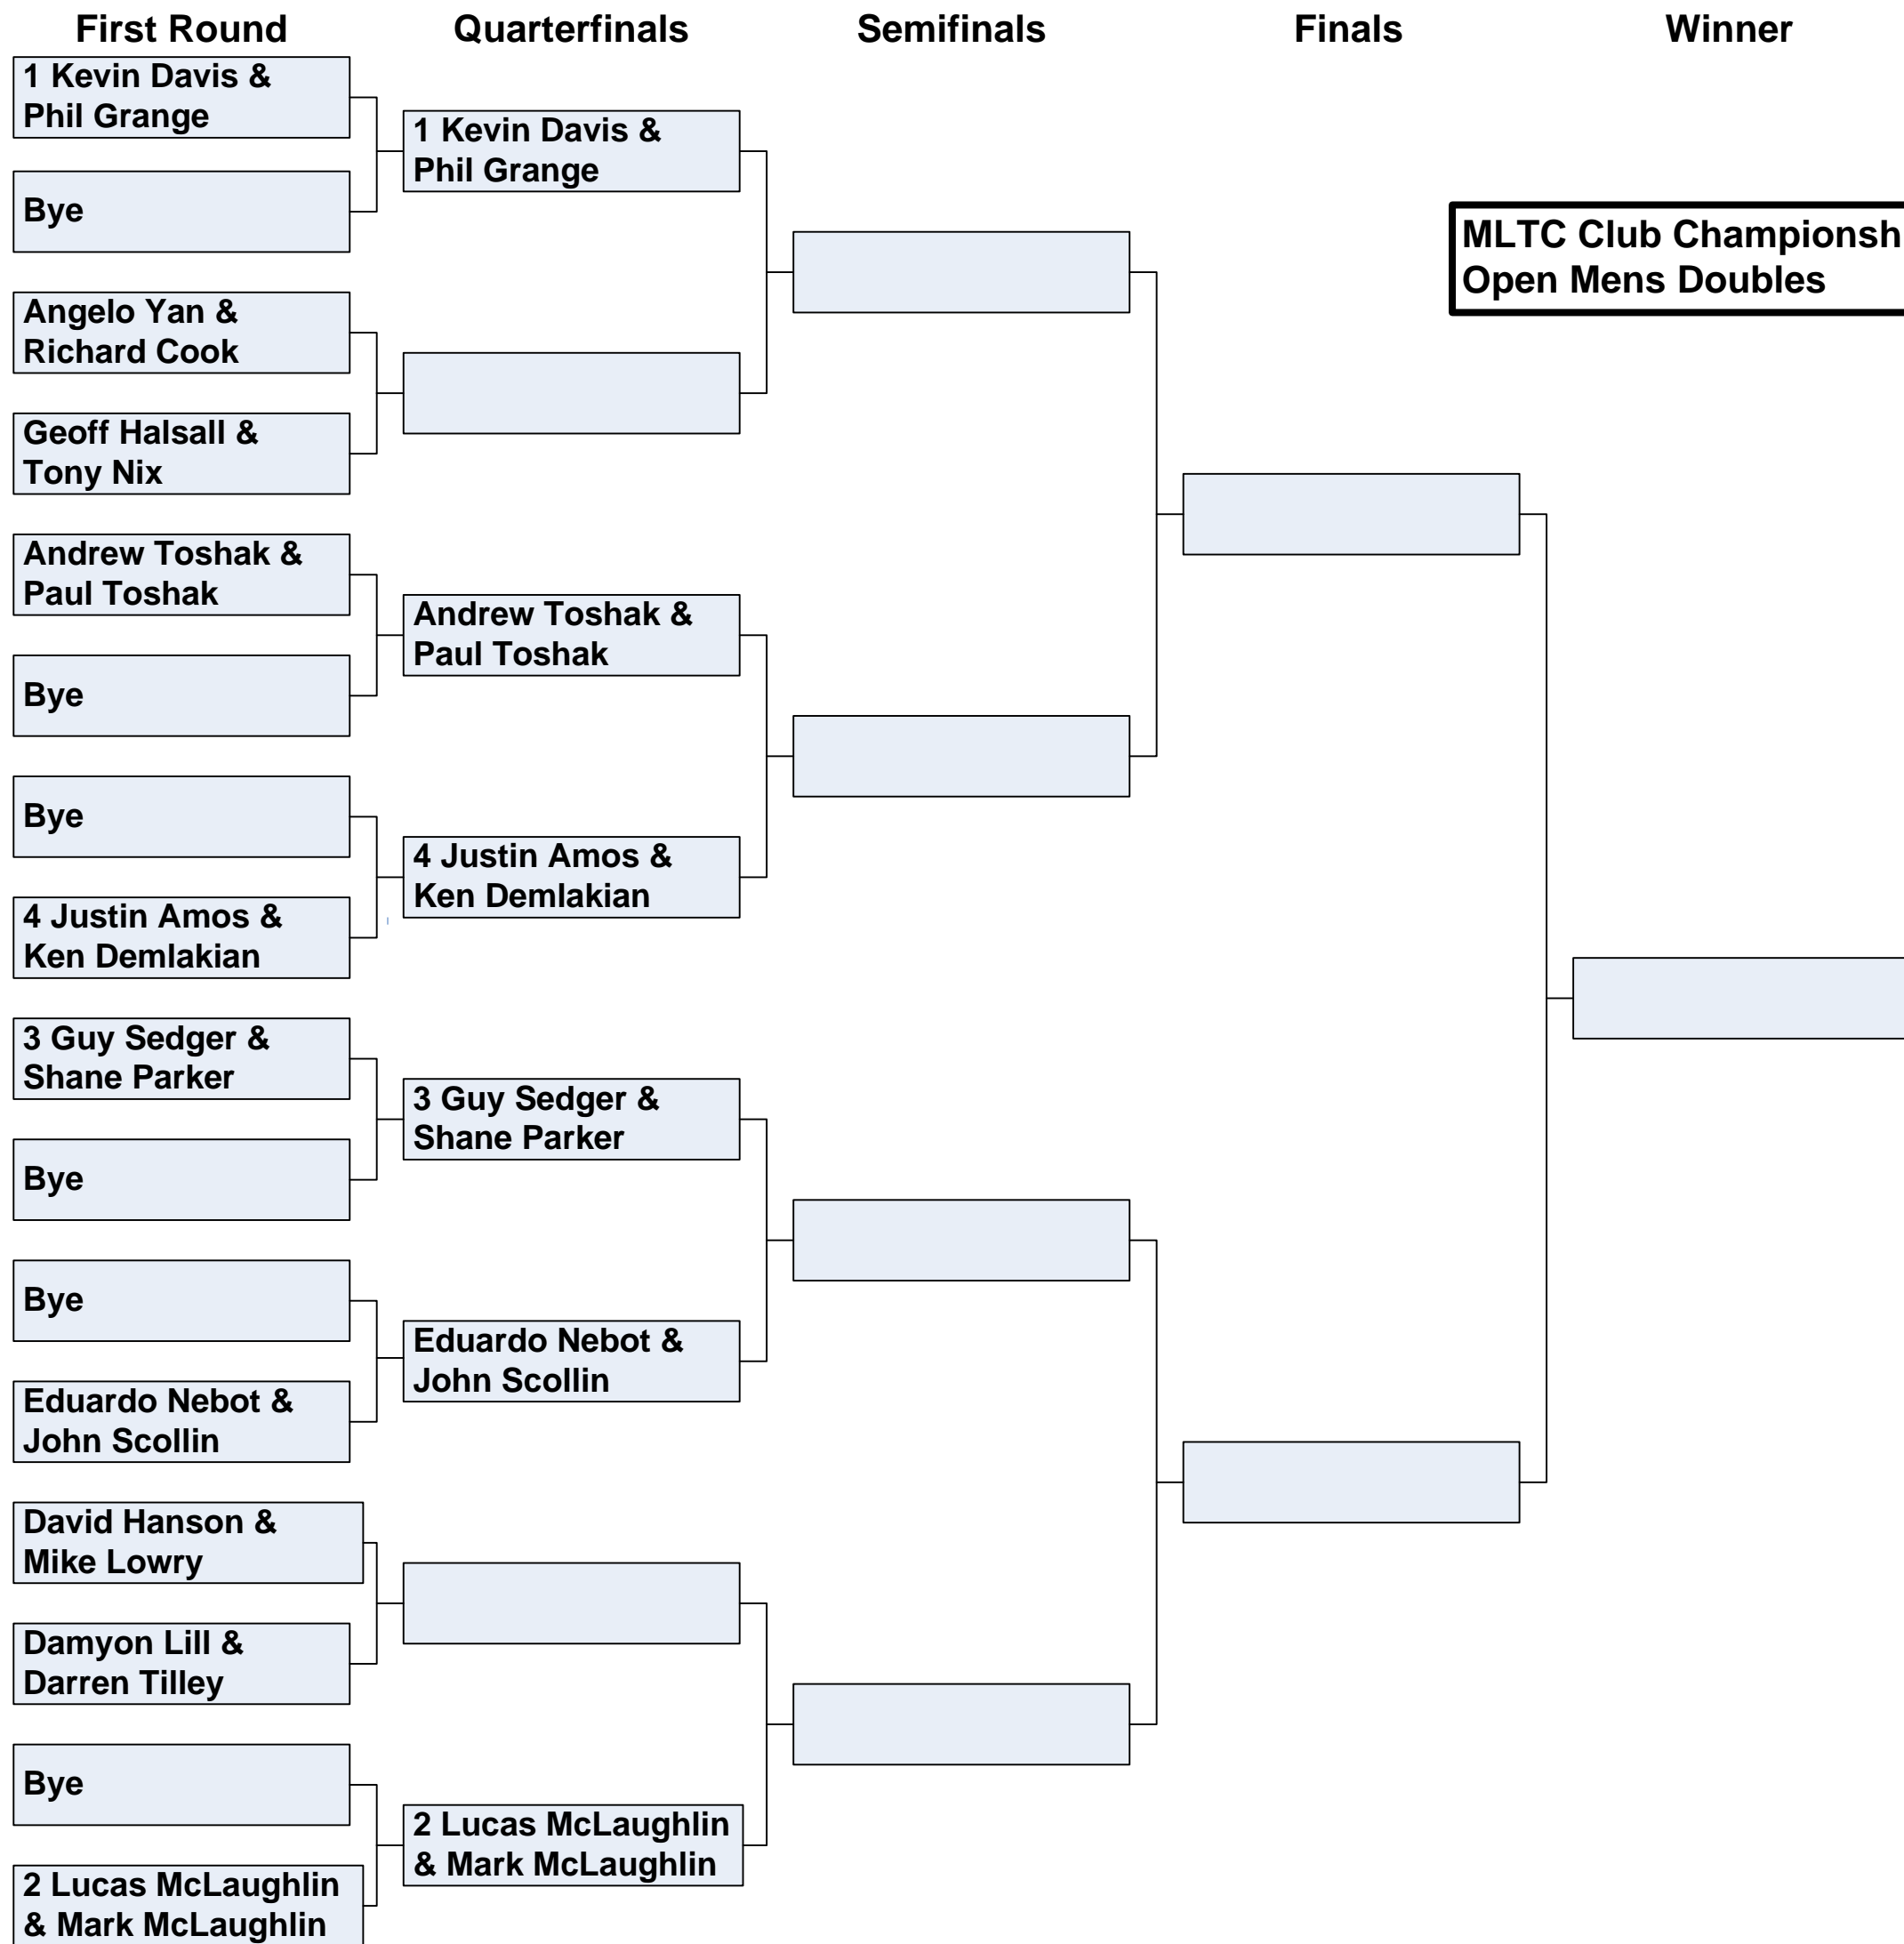 First Round
Quarterfinals
Semifinals
Finals
Winner
1 Kevin Davis &
Phil Grange
Bye
Angelo Yan &
Richard Cook
Geoff Halsall &
Tony Nix
Andrew Toshak &
Paul Toshak
Bye
Bye
4 Justin Amos &
Ken Demlakian
3 Guy Sedger &
Shane Parker
Bye
Bye
Eduardo Nebot &
John Scollin
David Hanson &
Mike Lowry
Damyon Lill &
Darren Tilley
Bye
2 Lucas McLaughlin
& Mark McLaughlin
1 Kevin Davis &
Phil Grange
Andrew Toshak &
Paul Toshak
4 Justin Amos &
Ken Demlakian
3 Guy Sedger &
Shane Parker
Eduardo Nebot &
John Scollin
2 Lucas McLaughlin
& Mark McLaughlin
MLTC Club Championsh
Open Mens Doubles